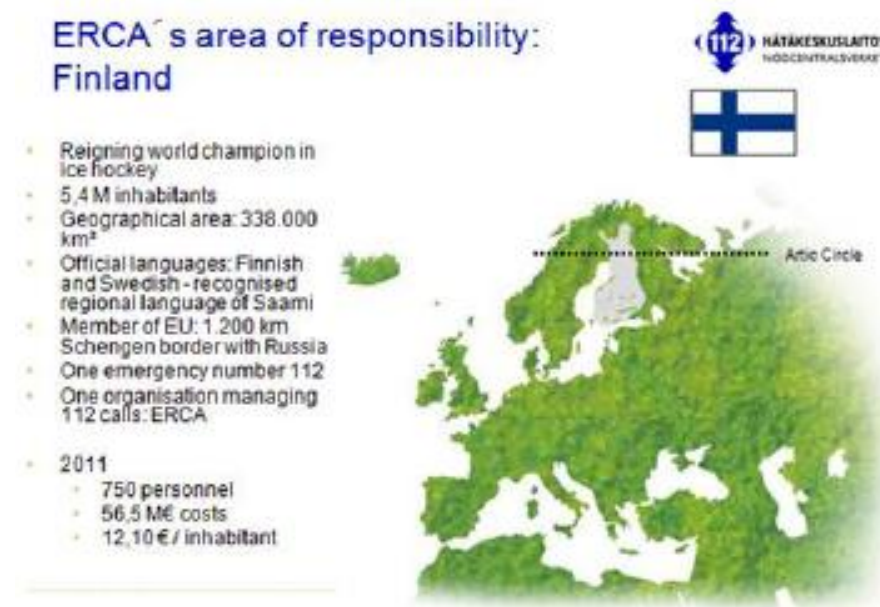 ERCA´s area of responsibility:
Finland
112
HÄTÄKESKUSLAITOS
NÖDCENTRALSVERKET
Reigning world champion in
ice hockey
5,4 M inhabitants
Geographical area: 338.000
km²
Official languages: Finnish
and Swedish - recognised
regional language of Saami
Member of EU: 1.200 km
Schengen border with Russia
One emergency number 112
One organisation managing
112 calls: ERCA
2011
750 personnel
56,5 M€ costs
12,10 € / inhabitant
Artic Circle